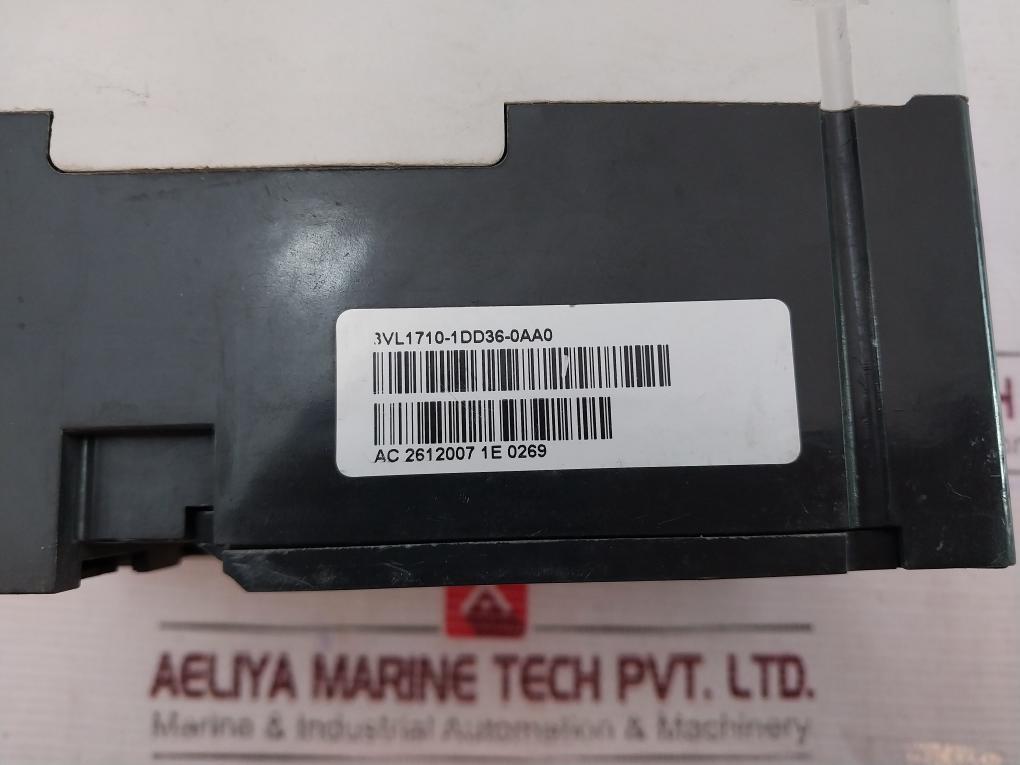 3VL1710-1DD36-0AA0
AC 2612007 1E 0269
AELIYA MARINE TECH PVT. LTD.
Marine & Industrial Automation & Machinery